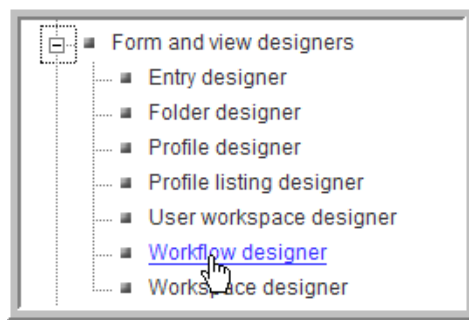 Form and view designers
Entry designer
Folder designer
Profile designer
Profile listing designer
User workspace designer
Workflow designer
Workspace designer